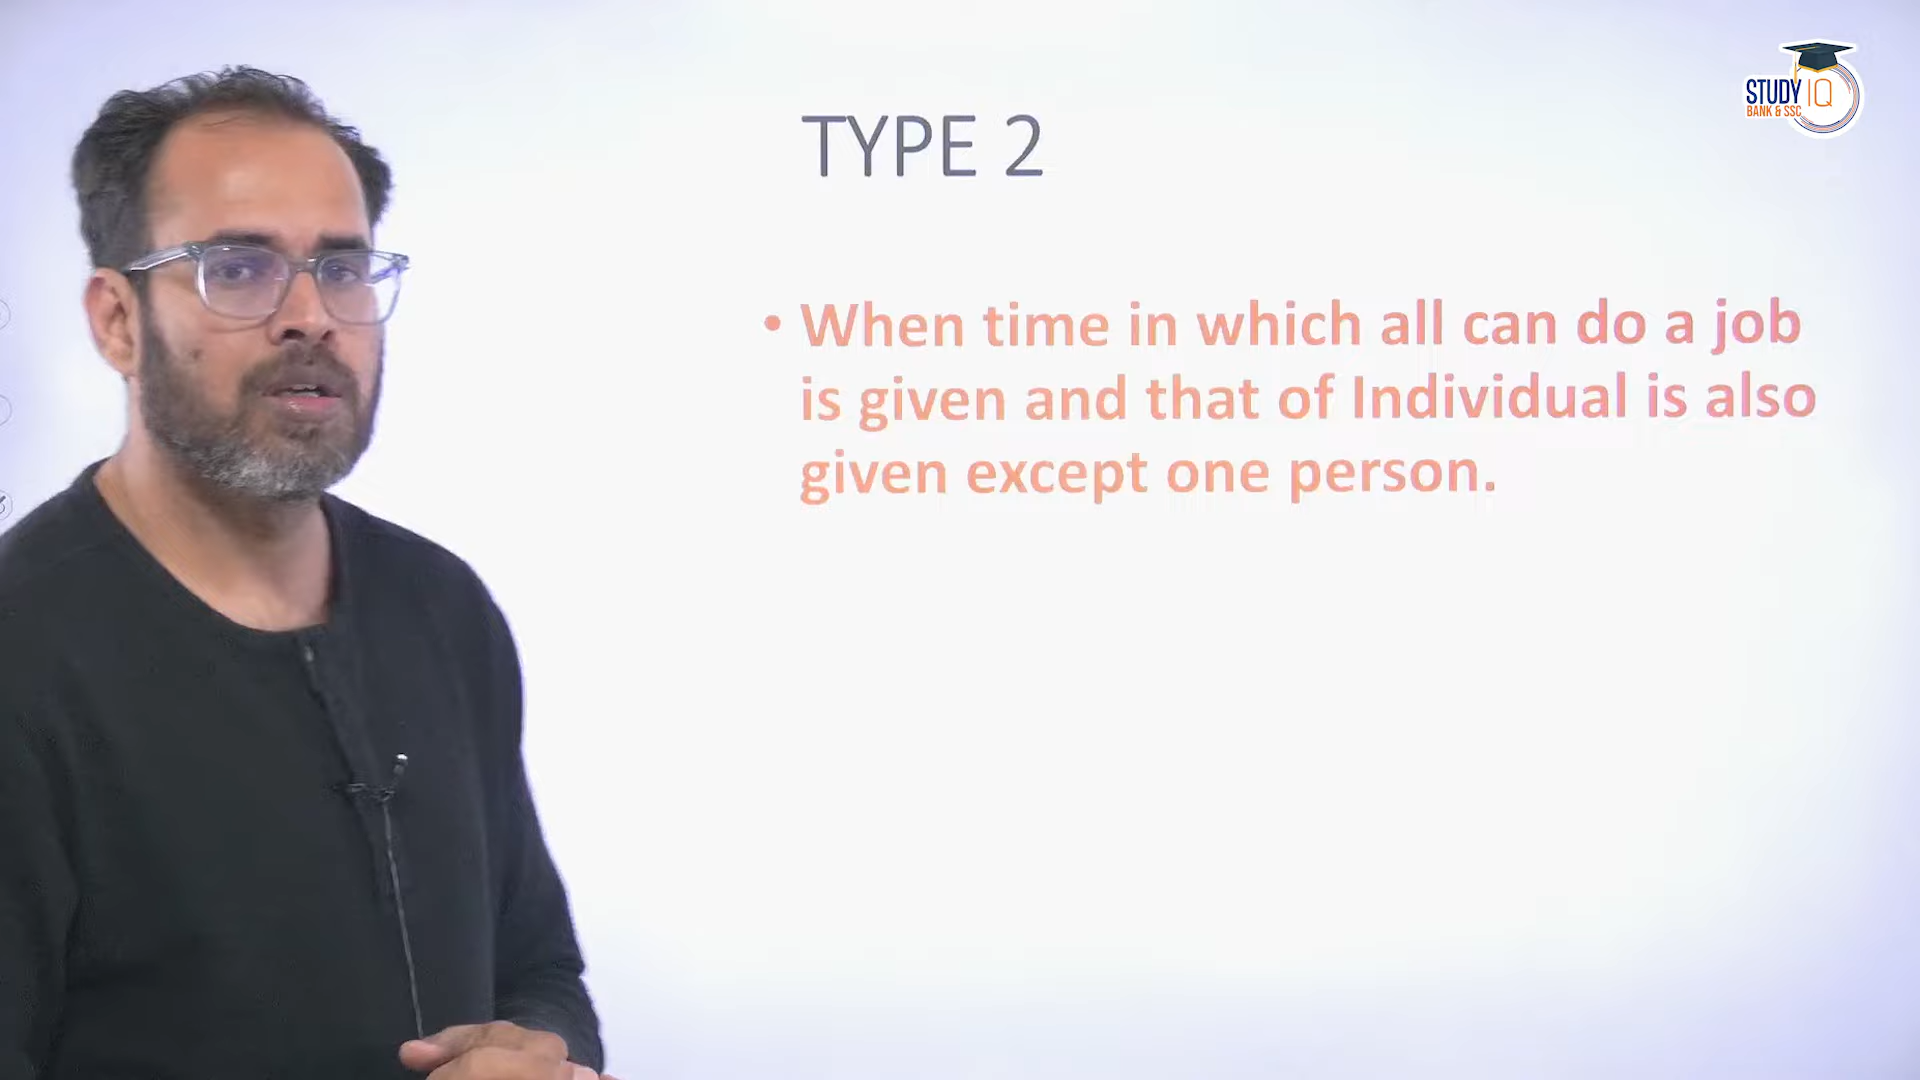 STUDY IQ
BANK & SSC
TYPE 2
• When time in which all can do a job
is given and that of Individual is also
given except one person.